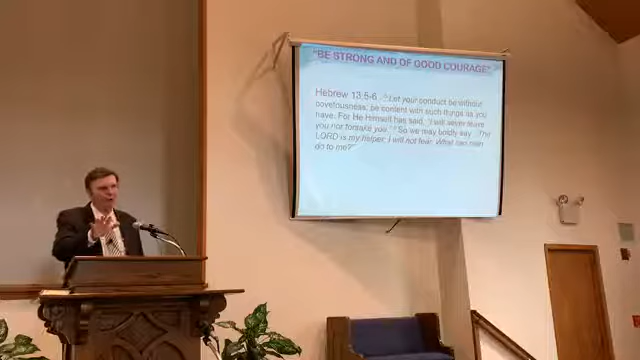 "BE STRONG AND OF GOOD COURAGE"
Hebrew 13:5-6 "Let your conduct be without
covetousness; be content with such things as you
have. For He Himself has said, "I will never leave
you nor forsake you." So we may boldly say "The
LORD is my helper; I will not fear. What can man
do to me?"